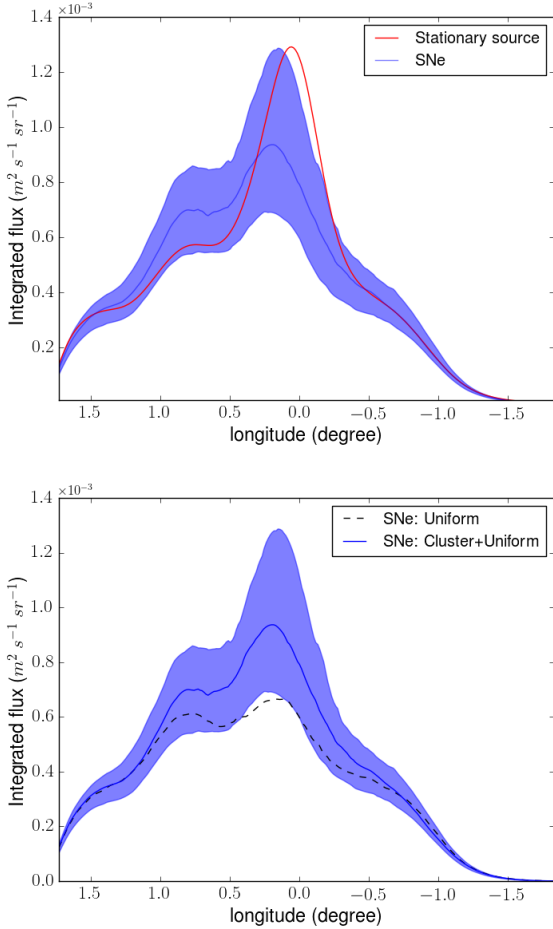 1.4 ×10⁻³
Stationary source
SNe
1.2
1.0
0.8
0.6
0.4
0.2
Integrated flux (m² s⁻¹ sr⁻¹)
1.5 1.0 0.5 0.0 −0.5 −1.0 −1.5
longitude (degree)
1.4 ×10⁻³
SNe: Uniform
SNe: Cluster+Uniform
1.2
1.0
0.8
0.6
0.4
0.2
0.0
Integrated flux (m² s⁻¹ sr⁻¹)
1.5 1.0 0.5 0.0 −0.5 −1.0 −1.5
longitude (degree)